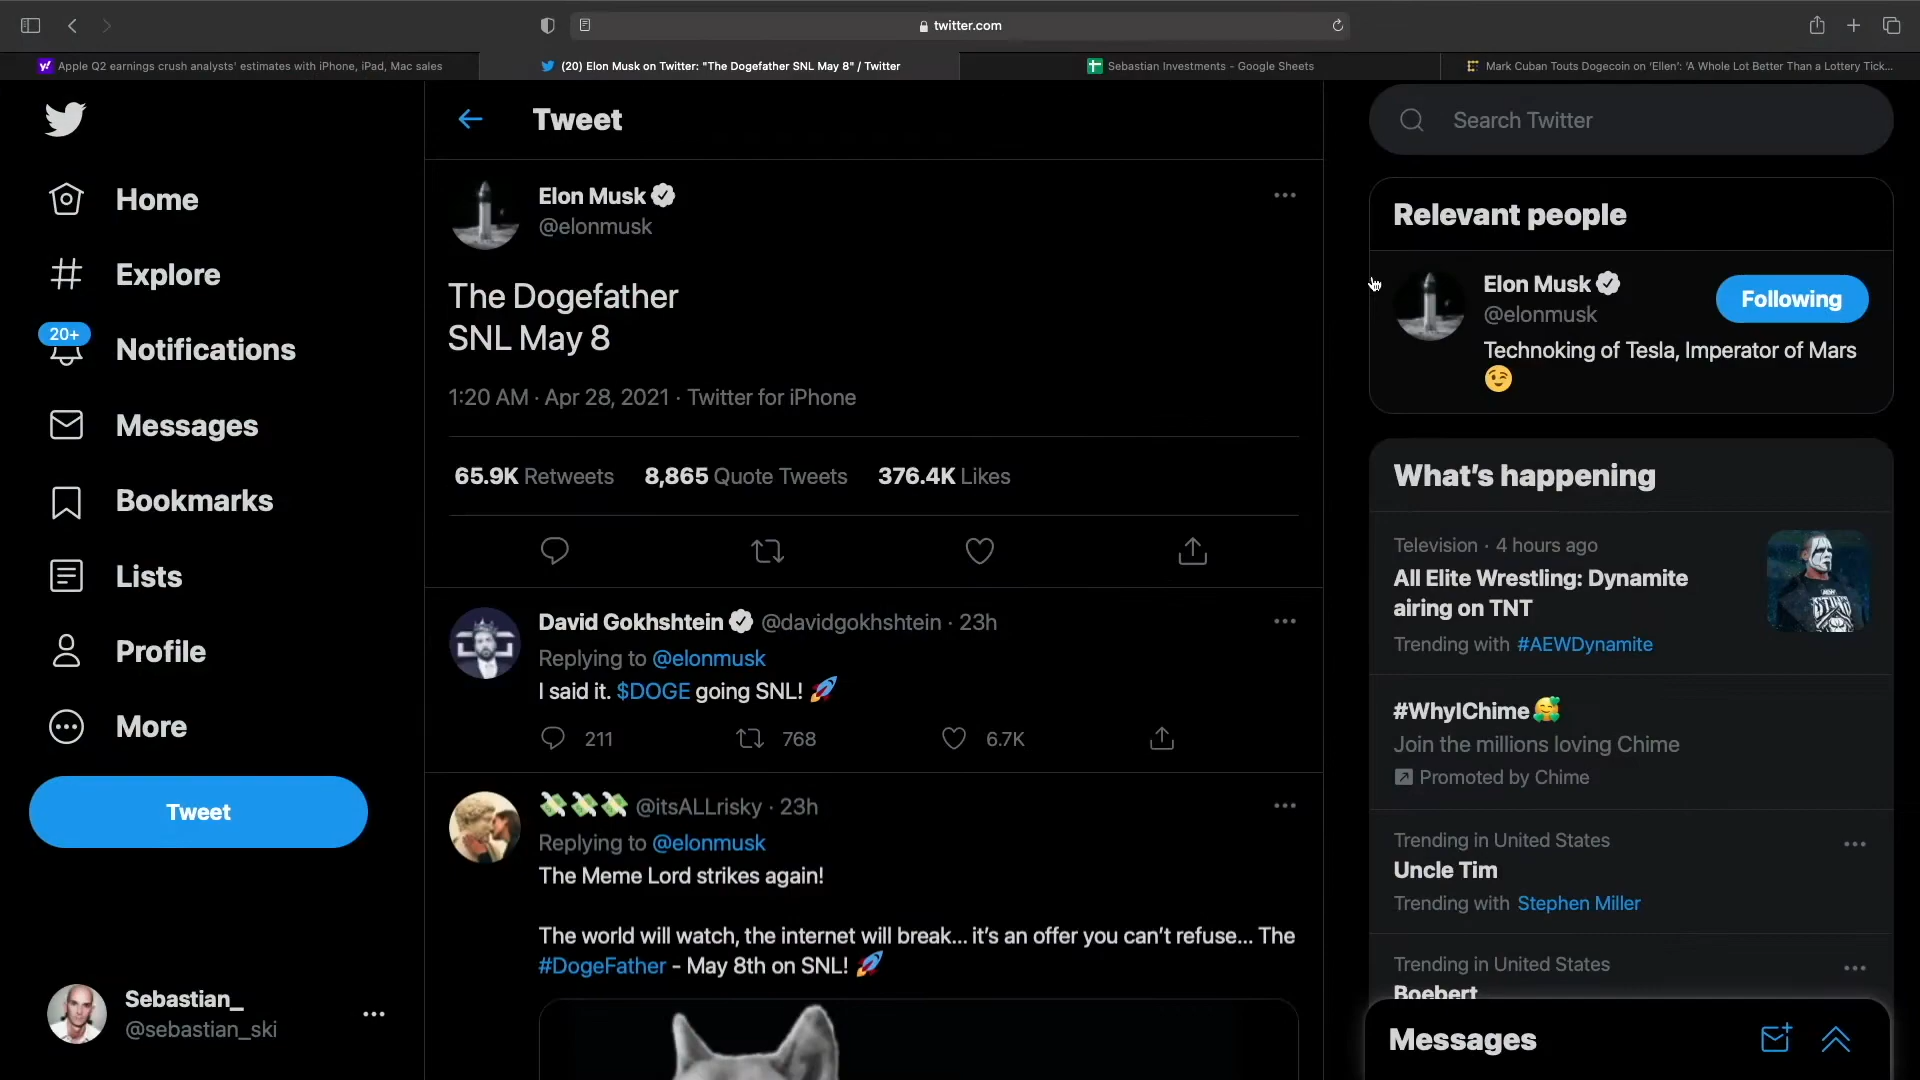 twitter.com
Apple Q2 earnings crush analysts' estimates with iPhone, iPad, Mac sales
(20) Elon Musk on Twitter: "The Dogefather SNL May 8" / Twitter
Sebastian Investments - Google Sheets
Mark Cuban Touts Dogecoin on 'Ellen': 'A Whole Lot Better Than a Lottery Tick...
Home
Explore
20+
Notifications
Messages
Bookmarks
Lists
Profile
More
Tweet
Sebastian_
@sebastian_ski
Tweet
Elon Musk
@elonmusk
The Dogefather
SNL May 8
1:20 AM · Apr 28, 2021 · Twitter for iPhone
65.9K Retweets 8,865 Quote Tweets 376.4K Likes
David Gokhshtein @davidgokhshtein · 23h
Replying to @elonmusk
I said it. $DOGE going SNL! 🚀
211 768 6.7K
💸💸💸 @itsALLrisky · 23h
Replying to @elonmusk
The Meme Lord strikes again!
The world will watch, the internet will break... it's an offer you can't refuse... The
#DogeFather - May 8th on SNL! 🚀
Search Twitter
Relevant people
Elon Musk
@elonmusk
Following
Technoking of Tesla, Imperator of Mars
😉
What's happening
Television · 4 hours ago
All Elite Wrestling: Dynamite
airing on TNT
Trending with #AEWDynamite
#WhyIChime🥰
Join the millions loving Chime
Promoted by Chime
Trending in United States
Uncle Tim
Trending with Stephen Miller
Trending in United States
Boebert
Messages